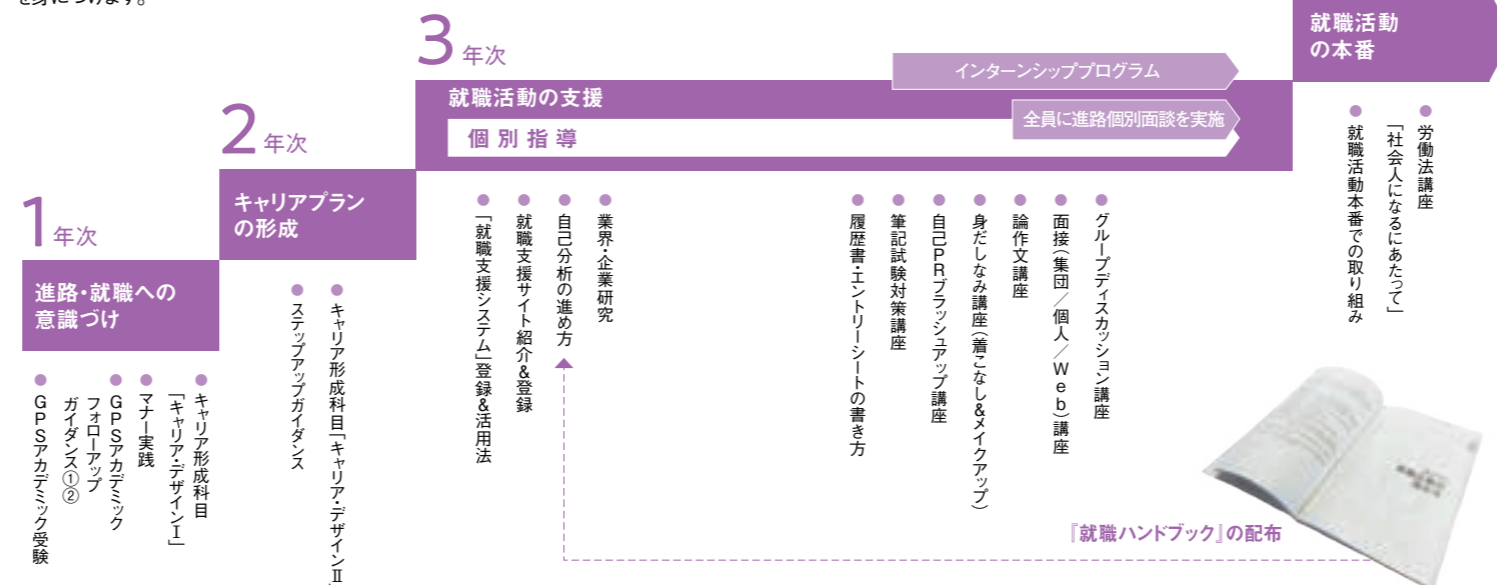 を身につけます。
1年次
進路・就職への
意識づけ
● GPSアカデミック受験
● GPSアカデミック
フォローアップ
ガイダンス①②
● マナー実践
● キャリア形成科目
「キャリア・デザインⅠ」
2年次
キャリアプラン
の形成
● ステップアップガイダンス
● キャリア形成科目「キャリア・デザインⅡ」
3年次
就職活動の支援
個別指導
インターンシッププログラム
全員に進路個別面談を実施
● 「就職支援システム」登録&活用法
● 就職支援サイト紹介&登録
● 自己分析の進め方
● 業界・企業研究
● 履歴書・エントリーシートの書き方
● 筆記試験対策講座
● 自己PRブラッシュアップ講座
● 身だしなみ講座(着こなし&メイクアップ)
● 論作文講座
● 面接(集団/個人/Web)講座
● グループディスカッション講座
『就職ハンドブック』の配布
就職活動
の本番
● 就職活動本番での取り組み
● 労働法講座
「社会人になるにあたって」